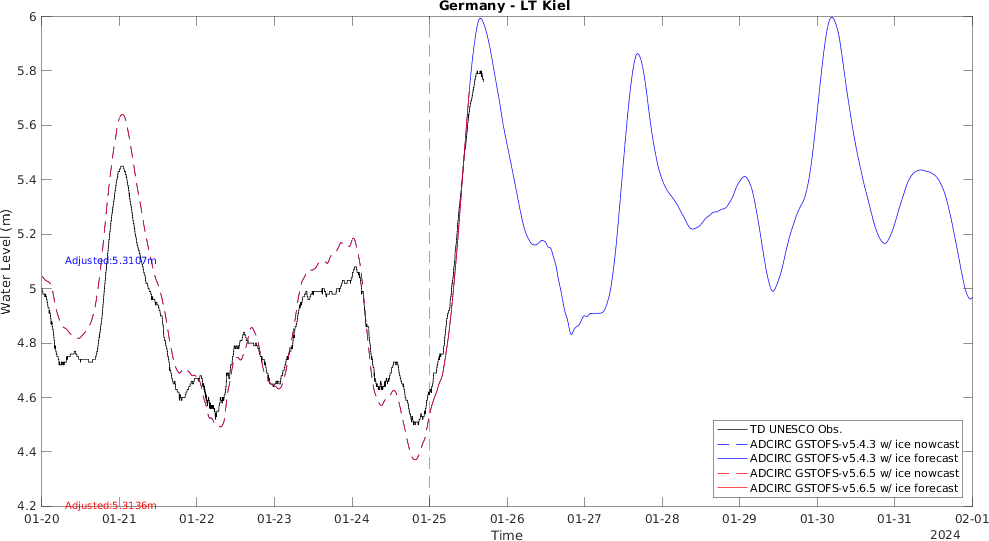 Germany - LT Kiel
6
5.8
5.6
5.4
5.2
5
4.8
4.6
4.4
4.2
Water Level (m)
Adjusted:5.3107m
Adjusted:5.3136m
TD UNESCO Obs.
ADCIRC GSTOFS-v5.4.3 w/ ice nowcast
ADCIRC GSTOFS-v5.4.3 w/ ice forecast
ADCIRC GSTOFS-v5.6.5 w/ ice nowcast
ADCIRC GSTOFS-v5.6.5 w/ ice forecast
01-20 01-21 01-22 01-23 01-24 01-25 01-26 01-27 01-28 01-29 01-30 01-31 02-01
Time
2024